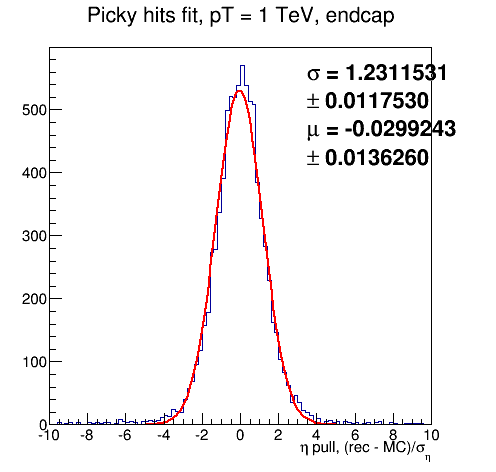 Picky hits fit, pT = 1 TeV, endcap
σ = 1.2311531
± 0.0117530
μ = -0.0299243
± 0.0136260
500
400
300
200
100
0
-10 -8 -6 -4 -2 0 2 4 6 8 10
η pull, (rec - MC)/σ_η